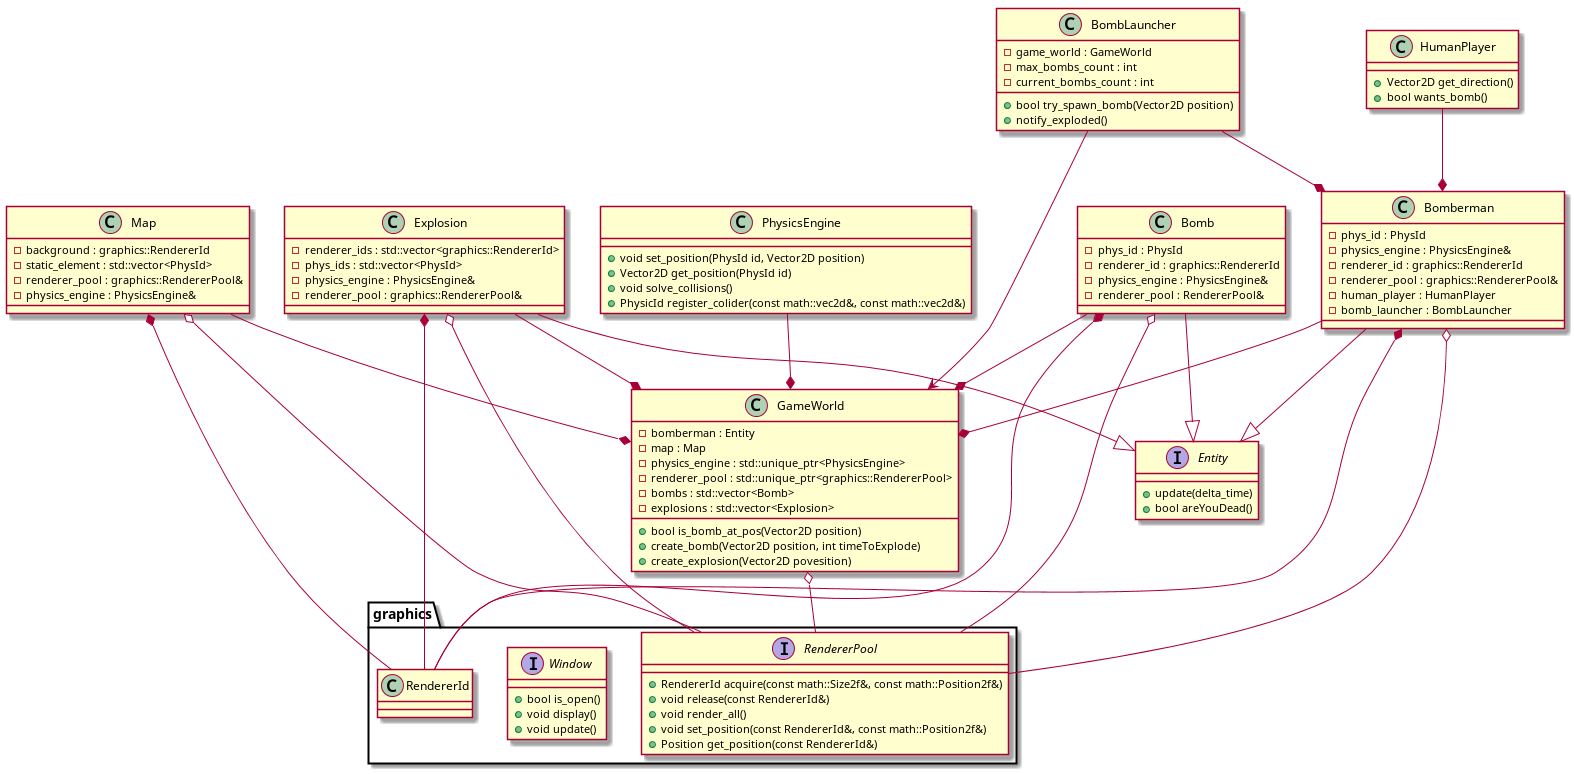 C BombLauncher
game_world : GameWorld
max_bombs_count : int
current_bombs_count : int
bool try_spawn_bomb(Vector2D position)
notify_exploded()
C HumanPlayer
Vector2D get_direction()
bool wants_bomb()
C Map
background : graphics::RendererId
static_element : std::vector<PhysId>
renderer_pool : graphics::RendererPool&
physics_engine : PhysicsEngine&
C Explosion
renderer_ids : std::vector<graphics::RendererId>
phys_ids : std::vector<PhysId>
physics_engine : PhysicsEngine&
renderer_pool : graphics::RendererPool&
C PhysicsEngine
void set_position(PhysId id, Vector2D position)
Vector2D get_position(PhysId id)
void solve_collisions()
PhysicId register_colider(const math::vec2d&, const math::vec2d&)
C Bomb
phys_id : PhysId
renderer_id : graphics::RendererId
physics_engine : PhysicsEngine&
renderer_pool : RendererPool&
C Bomberman
phys_id : PhysId
physics_engine : PhysicsEngine&
renderer_id : graphics::RendererId
renderer_pool : graphics::RendererPool&
human_player : HumanPlayer
bomb_launcher : BombLauncher
C GameWorld
bomberman : Entity
map : Map
physics_engine : std::unique_ptr<PhysicsEngine>
renderer_pool : std::unique_ptr<graphics::RendererPool>
bombs : std::vector<Bomb>
explosions : std::vector<Explosion>
bool is_bomb_at_pos(Vector2D position)
create_bomb(Vector2D position, int timeToExplode)
create_explosion(Vector2D povesition)
I Entity
update(delta_time)
bool areYouDead()
graphics
C RendererId
I Window
bool is_open()
void display()
void update()
I RendererPool
RendererId acquire(const math::Size2f&, const math::Position2f&)
void release(const RendererId&)
void render_all()
void set_position(const RendererId&, const math::Position2f&)
Position get_position(const RendererId&)